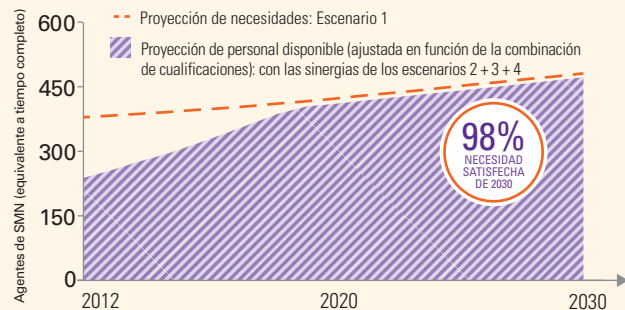 600
Proyección de necesidades: Escenario 1
Proyección de personal disponible (ajustada en función de la combinación
de cualificaciones): con las sinergias de los escenarios 2 + 3 + 4
450
300
150
0
Agentes de SMN (equivalente a tiempo completo)
98%
NECESIDAD
SATISFECHA
DE 2030
2012
2020
2030